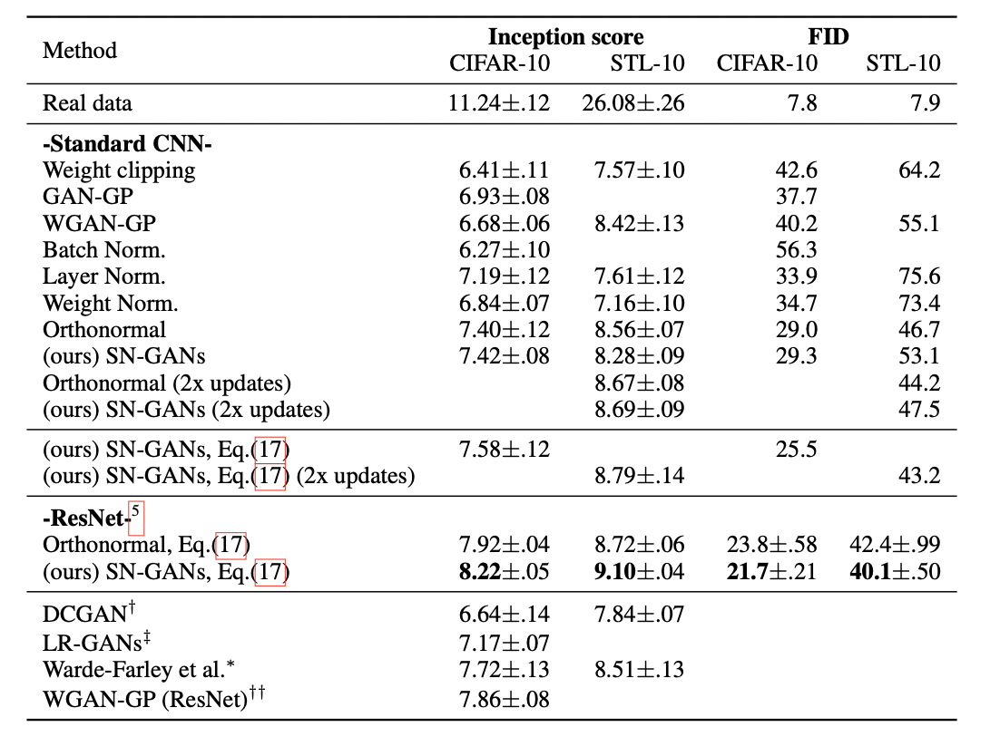 Method Inception score FID
CIFAR-10 STL-10 CIFAR-10 STL-10
Real data 11.24±.12 26.08±.26 7.8 7.9
-Standard CNN-
Weight clipping 6.41±.11 7.57±.10 42.6 64.2
GAN-GP 6.93±.08 37.7
WGAN-GP 6.68±.06 8.42±.13 40.2 55.1
Batch Norm. 6.27±.10 56.3
Layer Norm. 7.19±.12 7.61±.12 33.9 75.6
Weight Norm. 6.84±.07 7.16±.10 34.7 73.4
Orthonormal 7.40±.12 8.56±.07 29.0 46.7
(ours) SN-GANs 7.42±.08 8.28±.09 29.3 53.1
Orthonormal (2x updates) 8.67±.08 44.2
(ours) SN-GANs (2x updates) 8.69±.09 47.5
(ours) SN-GANs, Eq.(17) 7.58±.12 25.5
(ours) SN-GANs, Eq.(17) (2x updates) 8.79±.14 43.2
-ResNet-5
Orthonormal, Eq.(17) 7.92±.04 8.72±.06 23.8±.58 42.4±.99
(ours) SN-GANs, Eq.(17) 8.22±.05 9.10±.04 21.7±.21 40.1±.50
DCGAN† 6.64±.14 7.84±.07
LR-GANs‡ 7.17±.07
Warde-Farley et al.* 7.72±.13 8.51±.13
WGAN-GP (ResNet)†† 7.86±.08